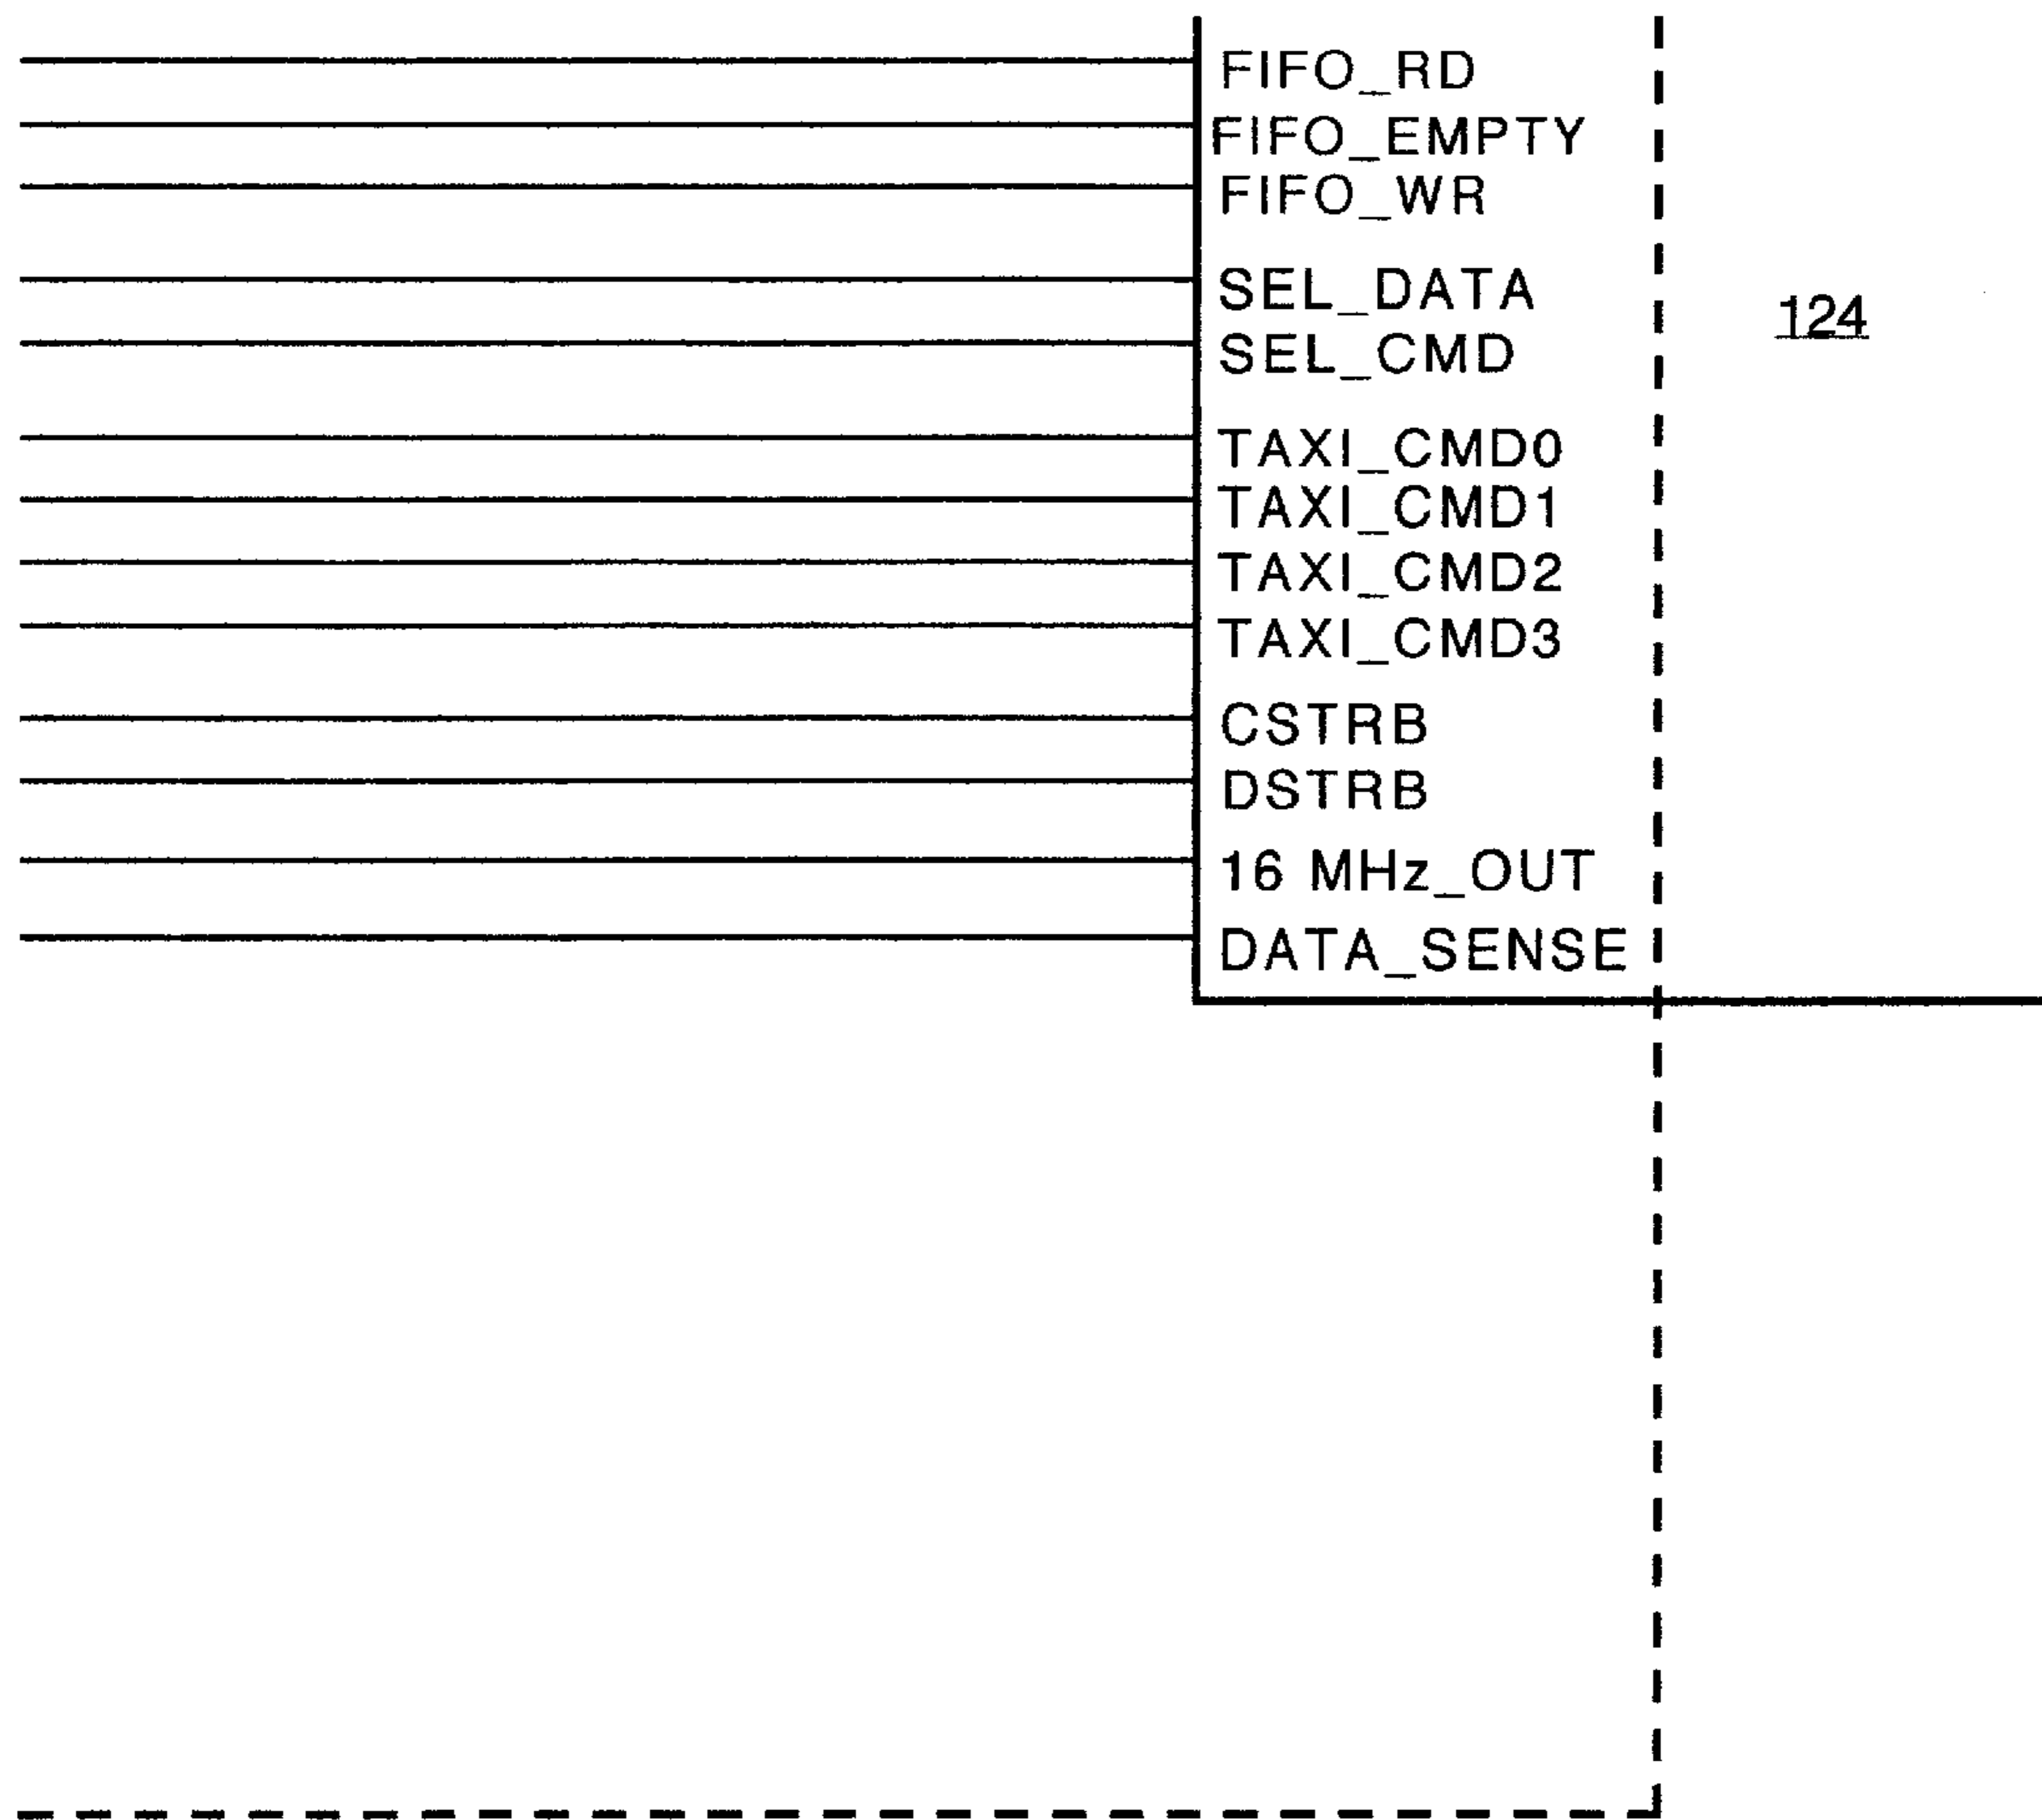 FIFO_RD
FIFO_EMPTY
FIFO_WR
SEL_DATA
124
SEL_CMD
TAXI_CMD0
TAXI_CMD1
TAXI_CMD2
TAXI_CMD3
CSTRB
DSTRB
16 MHz_OUT
DATA_SENSE